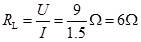 R_L = U/I = 9/1.5 Ω = 6Ω